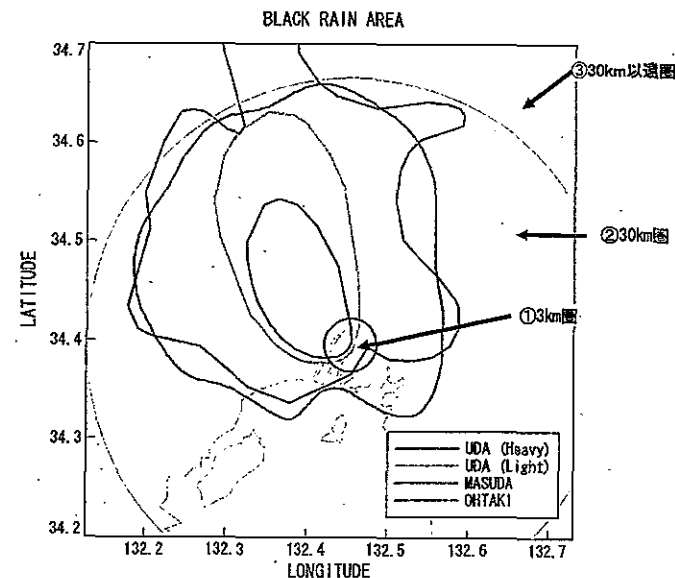 BLACK RAIN AREA
34.7
34.6
34.5
34.4
34.3
34.2
LATITUDE
132.2 132.3 132.4 132.5 132.6 132.7
LONGITUDE
③30km以遠圏
②30km圏
①3km圏
UDA (Heavy)
UDA (Light)
MASUDA
OHTAKI